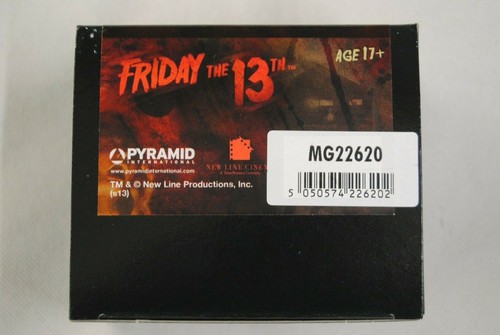 FRIDAY THE 13TH™
AGE 17+
PYRAMID
INTERNATIONAL
www.pyramidinternational.com
NEW LINE CINEMA
TM & © New Line Productions, Inc.
(s13)
MG22620
5 050574 226202